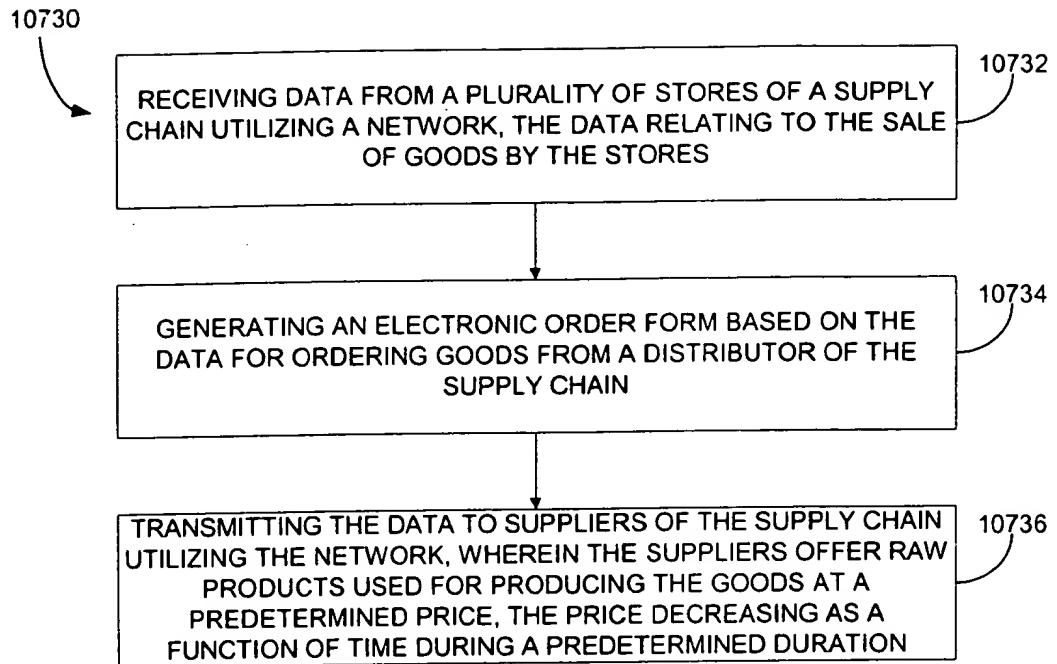 10730
10732
RECEIVING DATA FROM A PLURALITY OF STORES OF A SUPPLY
CHAIN UTILIZING A NETWORK, THE DATA RELATING TO THE SALE
OF GOODS BY THE STORES
10734
GENERATING AN ELECTRONIC ORDER FORM BASED ON THE
DATA FOR ORDERING GOODS FROM A DISTRIBUTOR OF THE
SUPPLY CHAIN
10736
TRANSMITTING THE DATA TO SUPPLIERS OF THE SUPPLY CHAIN
UTILIZING THE NETWORK, WHEREIN THE SUPPLIERS OFFER RAW
PRODUCTS USED FOR PRODUCING THE GOODS AT A
PREDETERMINED PRICE, THE PRICE DECREASING AS A
FUNCTION OF TIME DURING A PREDETERMINED DURATION